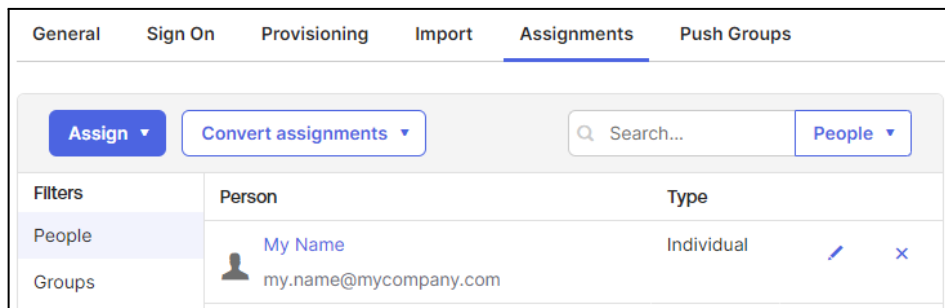 General Sign On Provisioning Import Assignments Push Groups
Assign Convert assignments Search... People
Filters Person Type
People My Name Individual
my.name@mycompany.com
Groups